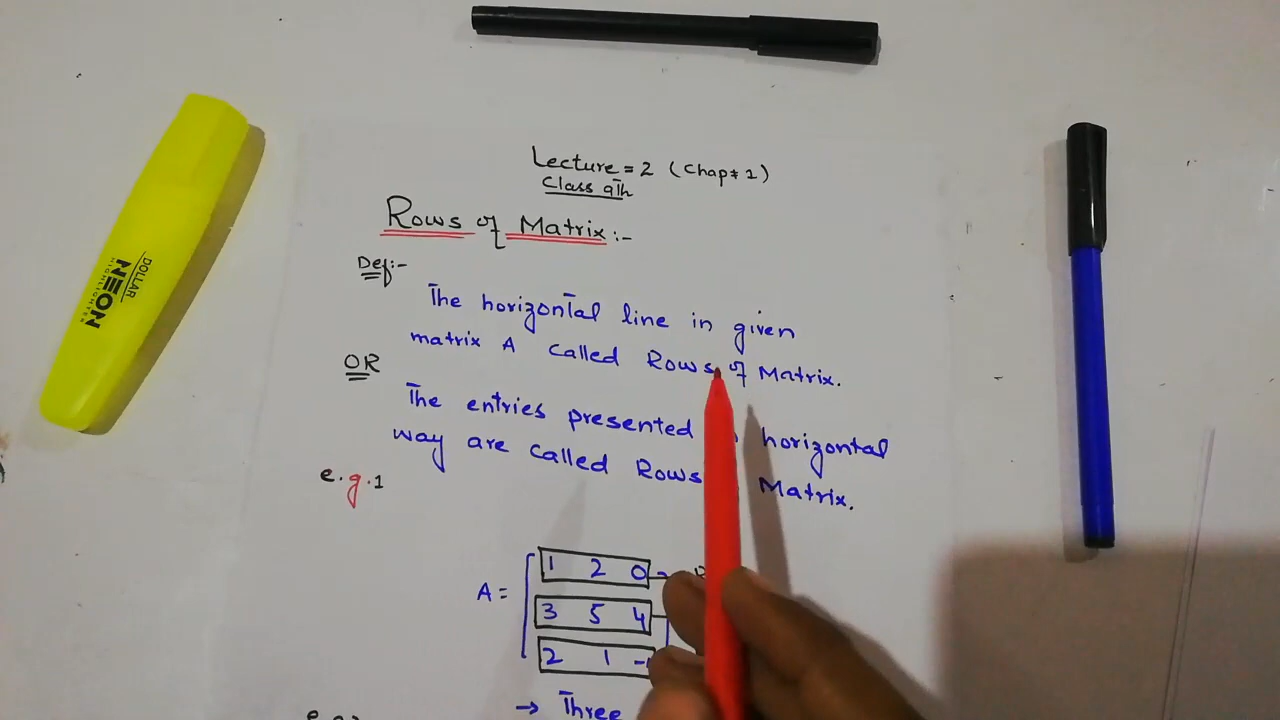 Lecture = 2 (Chap # 1)
Class 9Th
Rows of Matrix :-
Def:-
The horizontal line in given
matrix A called Rows of Matrix.
OR
The entries presented horizontal
way are called Rows Matrix.
e.g.1
1 2 0
A = 3 5 4
2 1
→ Three
DOLLAR
NEON
HIGHLIGHTER